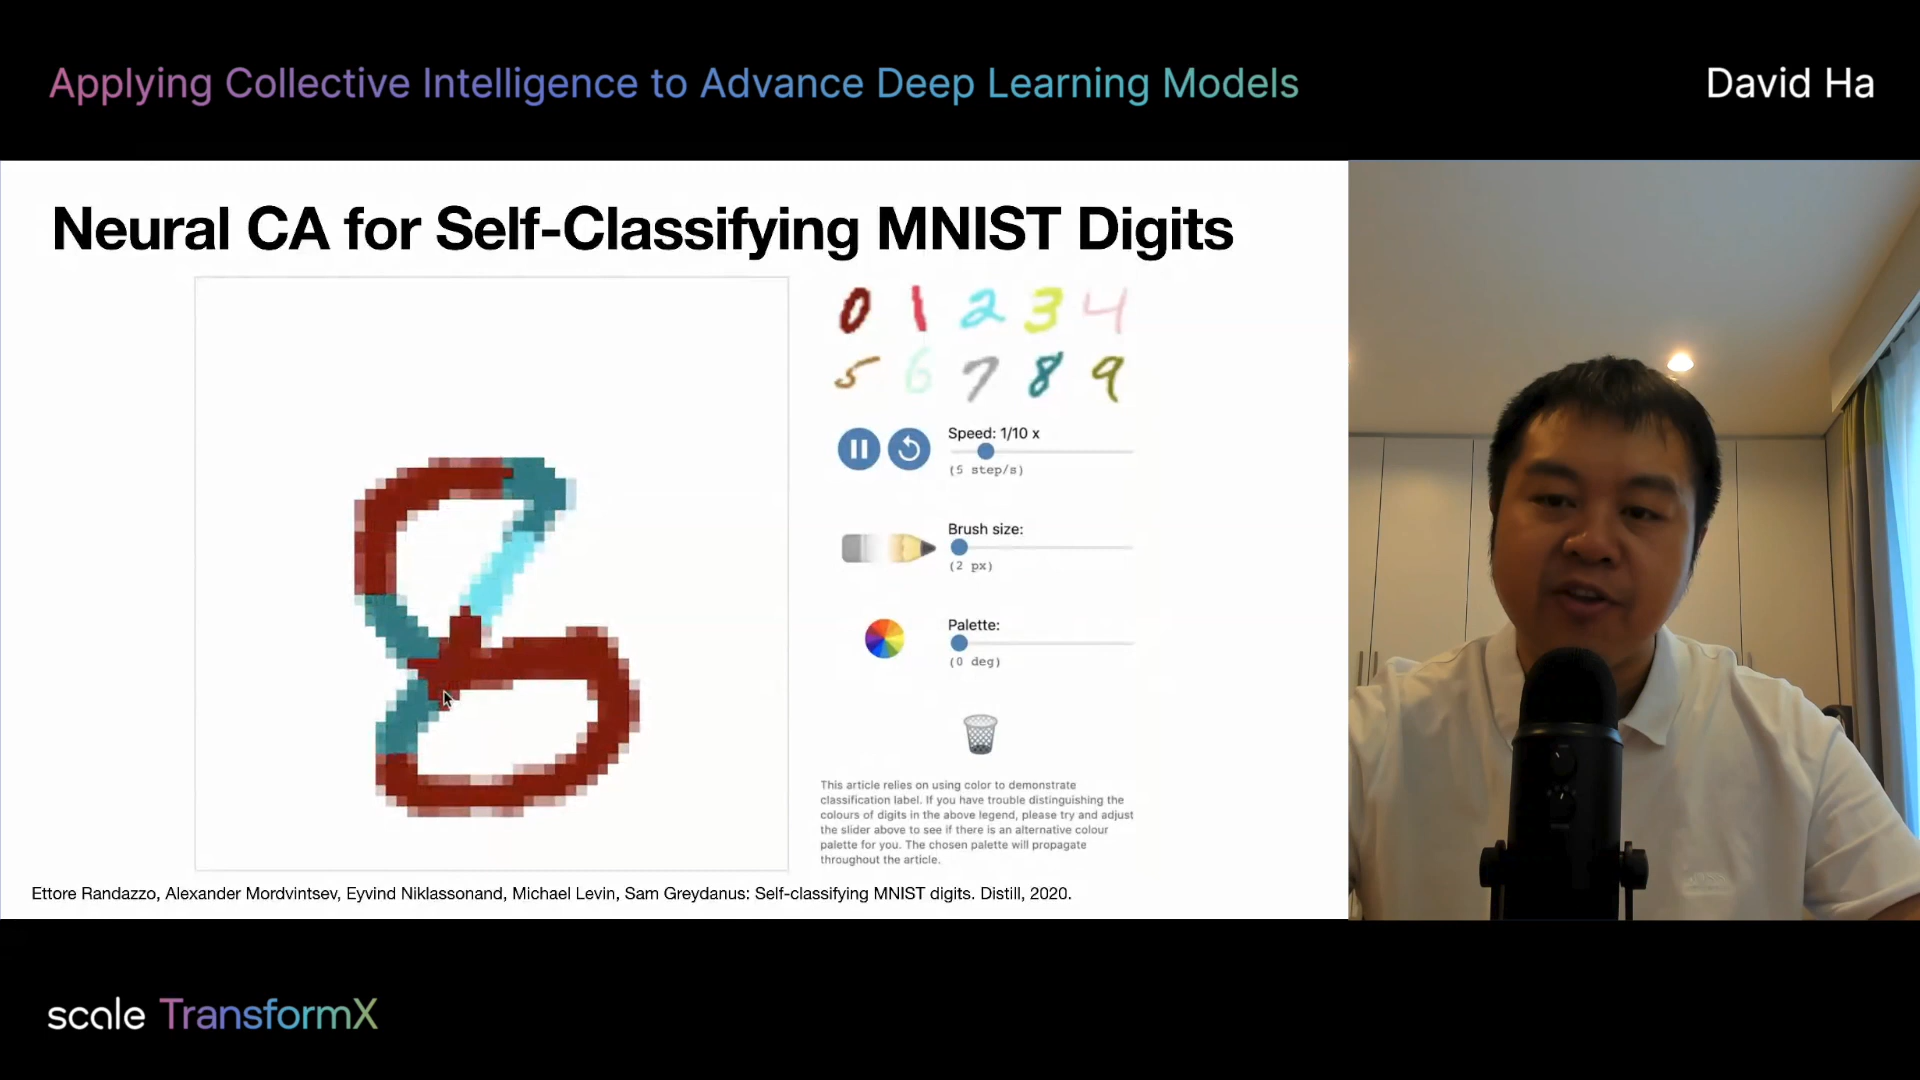 Applying Collective Intelligence to Advance Deep Learning Models
David Ha
Neural CA for Self-Classifying MNIST Digits
0 1 2 3 4
5 6 7 8 9
Speed: 1/10 x
(5 step/s)
Brush size:
(2 px)
Palette:
(0 deg)
This article relies on using color to demonstrate
classification label. If you have trouble distinguishing the
colours of digits in the above legend, please try and adjust
the slider above to see if there is an alternative colour
palette for you. The chosen palette will propagate
throughout the article.
Ettore Randazzo, Alexander Mordvintsev, Eyvind Niklassonand, Michael Levin, Sam Greydanus: Self-classifying MNIST digits. Distill, 2020.
scale TransformX